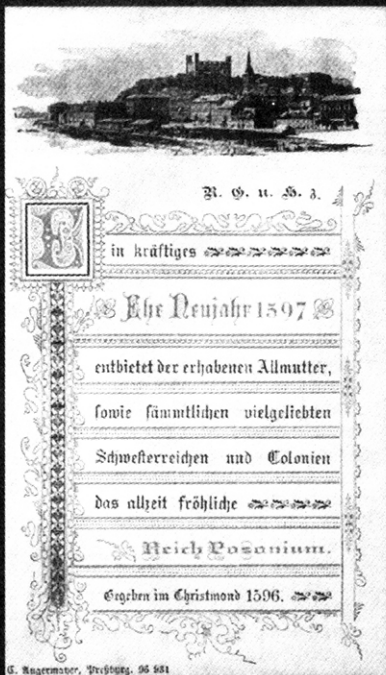 R. G. u. H. z.
Ein kräftiges
Ehe Neujahr 1597
entbietet der erhabenen Allmutter,
sowie sämmtlichen vielgeliebten
Schwesterreichen und Colonien
das allzeit fröhliche
Reich Posonium.
Gegeben im Christmond 1596.
C. Angermayer, Preßburg. 96 931